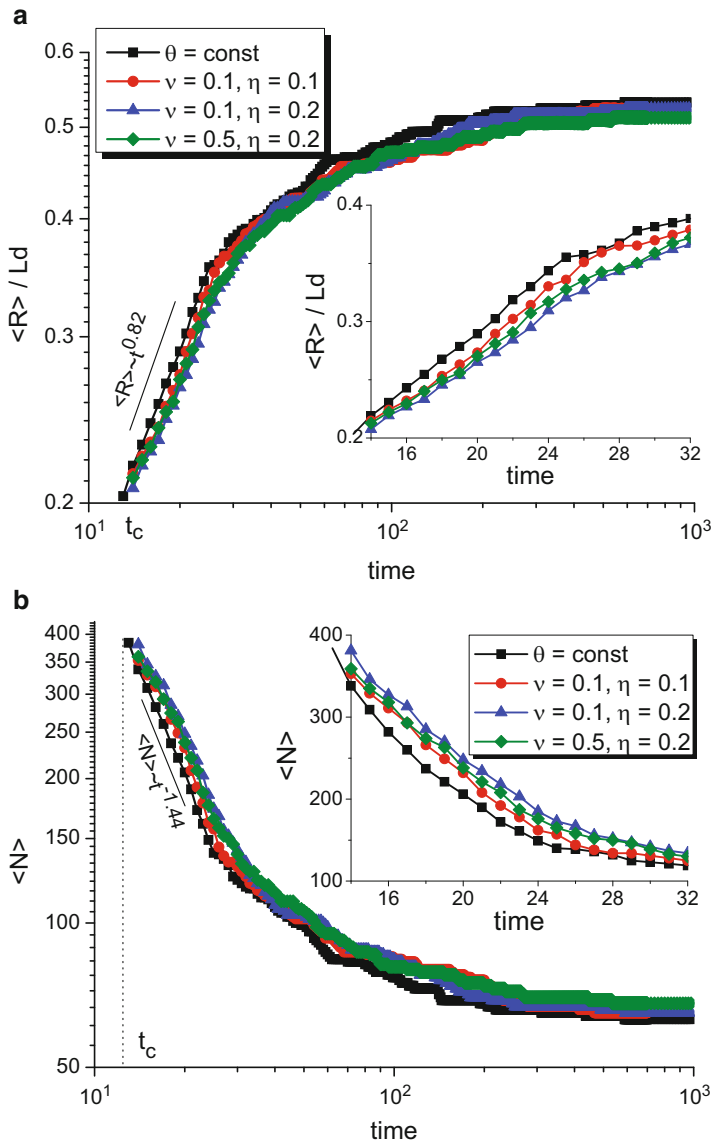 a
θ = const
ν = 0.1, η = 0.1
ν = 0.1, η = 0.2
ν = 0.5, η = 0.2
0.6
0.5
0.4
0.3
0.2
<R> / Ld
<R>~t^0.82
10^1
t_c
10^2
10^3
time
0.4
0.3
0.2
<R> / Ld
16
20
24
28
32
time
b
400
350
300
250
200
150
100
50
<N>
<N>~t^-1.44
t_c
10^1
10^2
10^3
time
400
300
200
100
<N>
16
20
24
28
32
time
θ = const
ν = 0.1, η = 0.1
ν = 0.1, η = 0.2
ν = 0.5, η = 0.2